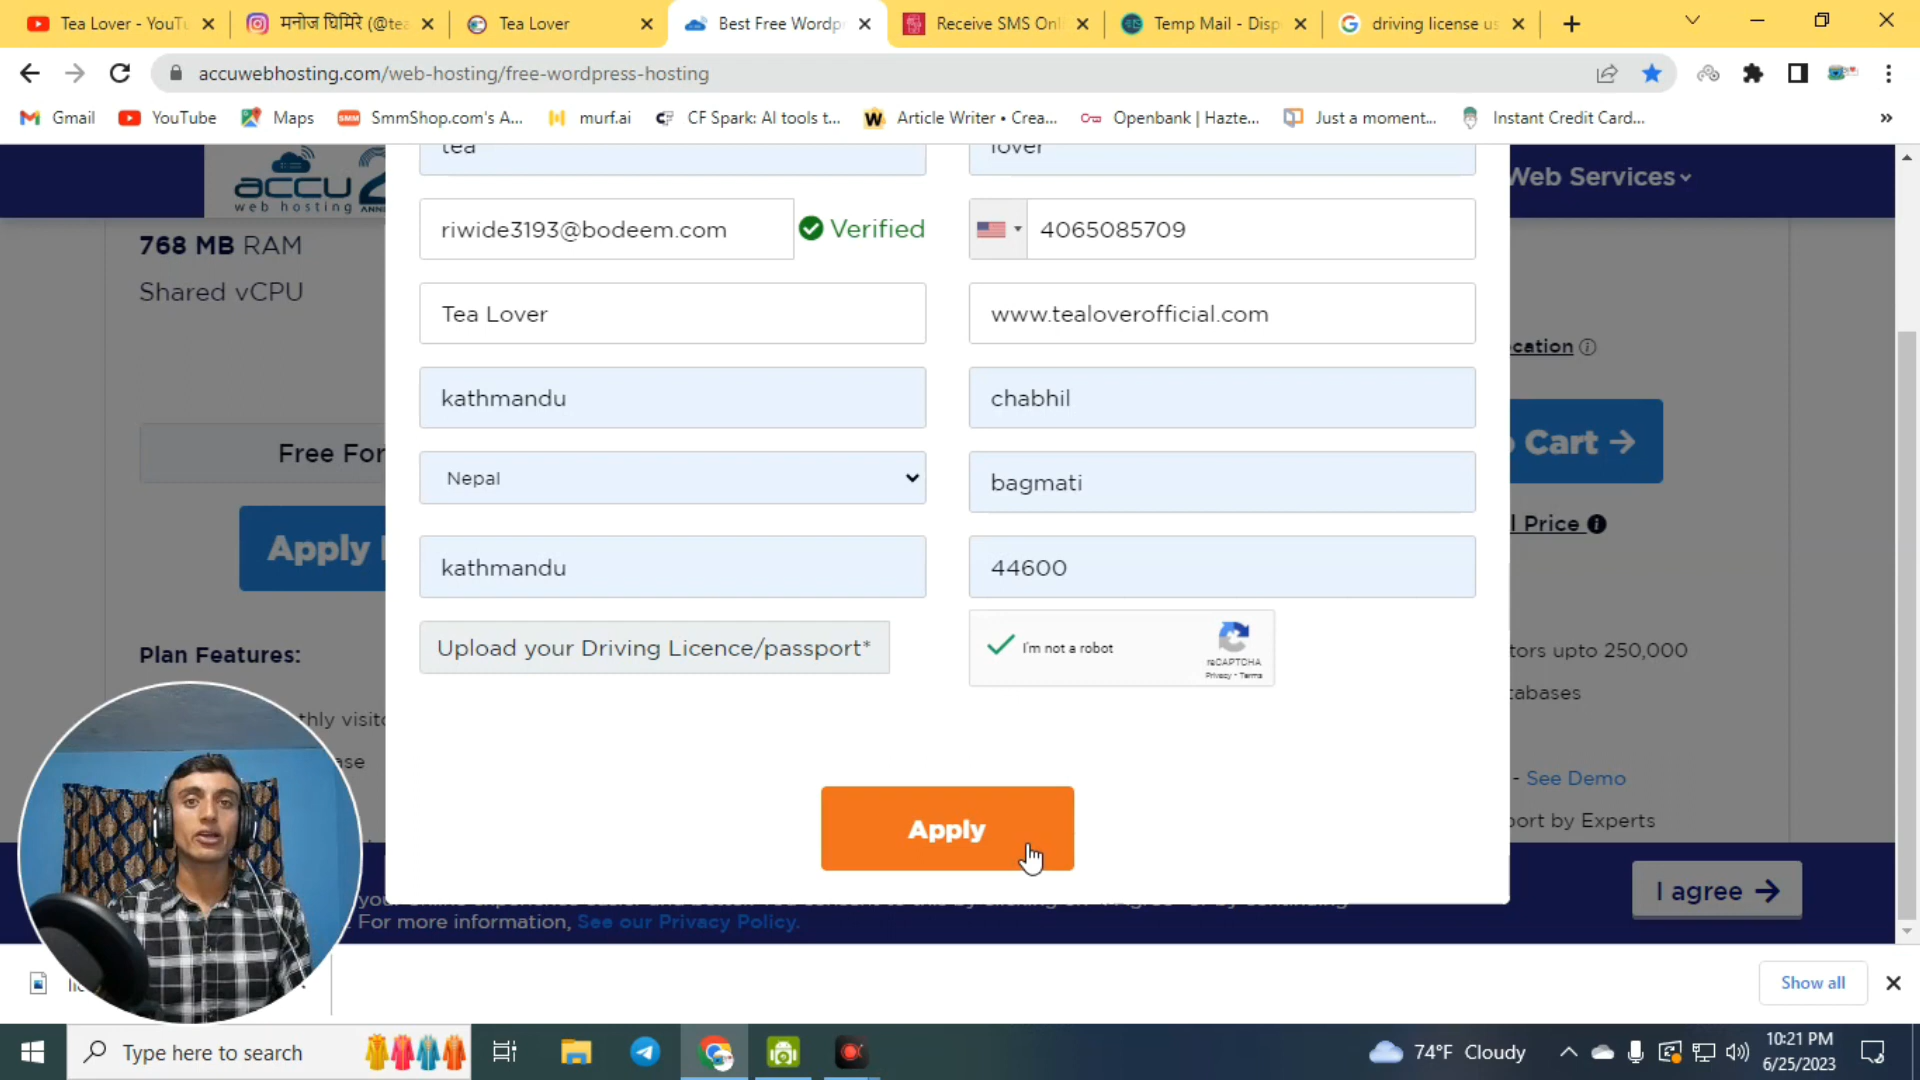 Tea Lover - YouTu
मनोज घिमिरे (@tea
Tea Lover
Best Free Wordp
Receive SMS Onl
Temp Mail - Disp
driving license us
accuwebhosting.com/web-hosting/free-wordpress-hosting
Gmail
YouTube
Maps
SmmShop.com's A...
murf.ai
CF Spark: AI tools t...
Article Writer • Crea...
Openbank | Hazte...
Just a moment...
Instant Credit Card...
accu
web hosting
Web Services
tea
lover
768 MB RAM
riwide3193@bodeem.com
Verified
4065085709
Shared vCPU
Tea Lover
www.tealoverofficial.com
cation
kathmandu
chabhil
Free For
Cart →
Nepal
bagmati
l Price
Apply
kathmandu
44600
Upload your Driving Licence/passport*
I'm not a robot
reCAPTCHA
Privacy - Terms
Plan Features:
tors upto 250,000
tabases
thly visito
ase
- See Demo
Apply
port by Experts
I agree →
For more information, See our Privacy Policy.
Show all
Type here to search
74°F Cloudy
10:21 PM
6/25/2023